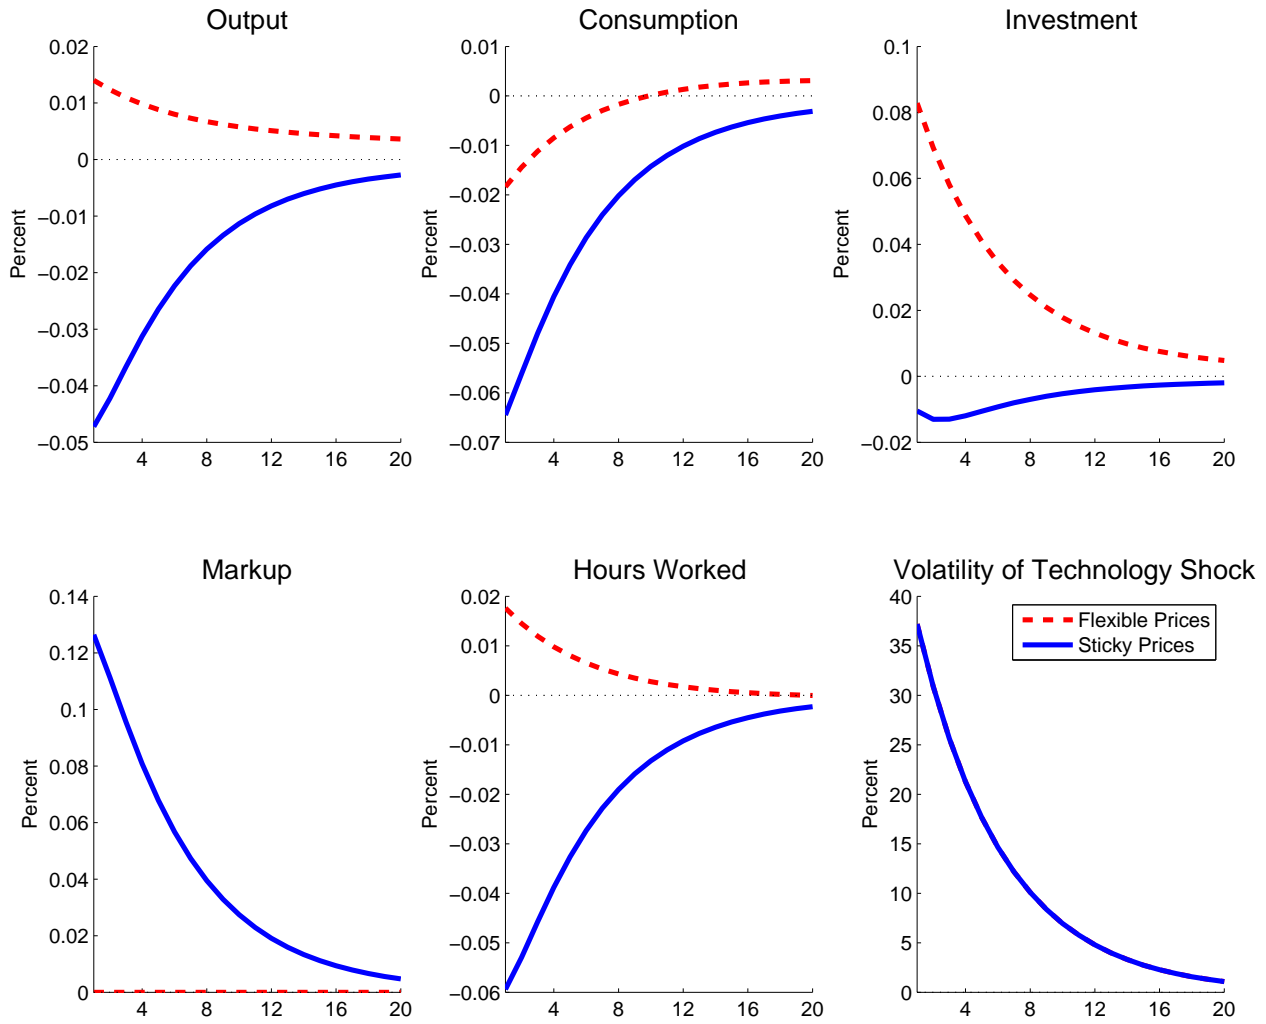 Output
Consumption
Investment
0.02
0.01
0
−0.01
−0.02
−0.03
−0.04
−0.05
Percent
4 8 12 16 20
0.01
0
−0.01
−0.02
−0.03
−0.04
−0.05
−0.06
−0.07
Percent
4 8 12 16 20
0.1
0.08
0.06
0.04
0.02
0
−0.02
Percent
4 8 12 16 20
Markup
Hours Worked
Volatility of Technology Shock
0.14
0.12
0.1
0.08
0.06
0.04
0.02
0
Percent
4 8 12 16 20
0.02
0.01
0
−0.01
−0.02
−0.03
−0.04
−0.05
−0.06
Percent
4 8 12 16 20
40
35
30
25
20
15
10
5
0
Percent
4 8 12 16 20
Flexible Prices
Sticky Prices